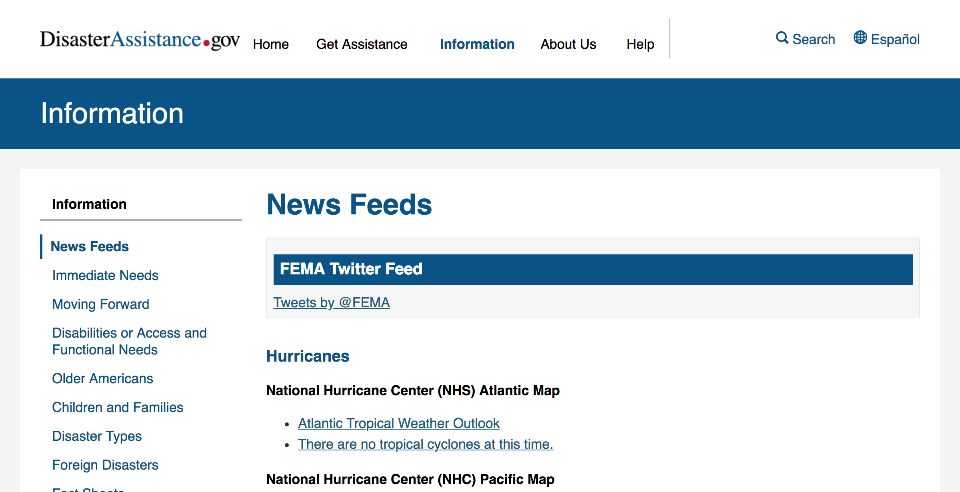 DisasterAssistance.gov
Home Get Assistance Information About Us Help
Search Español
Information
Information
News Feeds
Immediate Needs
Moving Forward
Disabilities or Access and
Functional Needs
Older Americans
Children and Families
Disaster Types
Foreign Disasters
Fact Sheets
News Feeds
FEMA Twitter Feed
Tweets by @FEMA
Hurricanes
National Hurricane Center (NHS) Atlantic Map
Atlantic Tropical Weather Outlook
There are no tropical cyclones at this time.
National Hurricane Center (NHC) Pacific Map